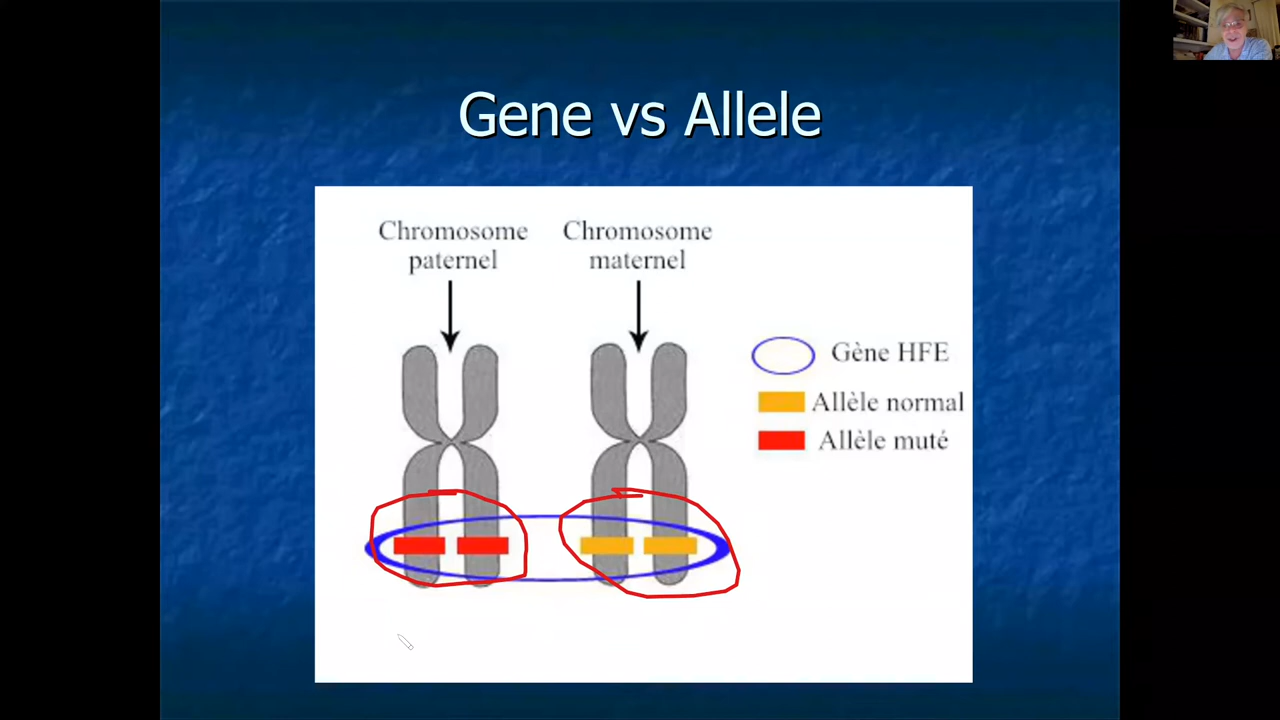 Gene vs Allele
Chromosome
paternel
Chromosome
maternel
Gène HFE
Allèle normal
Allèle muté